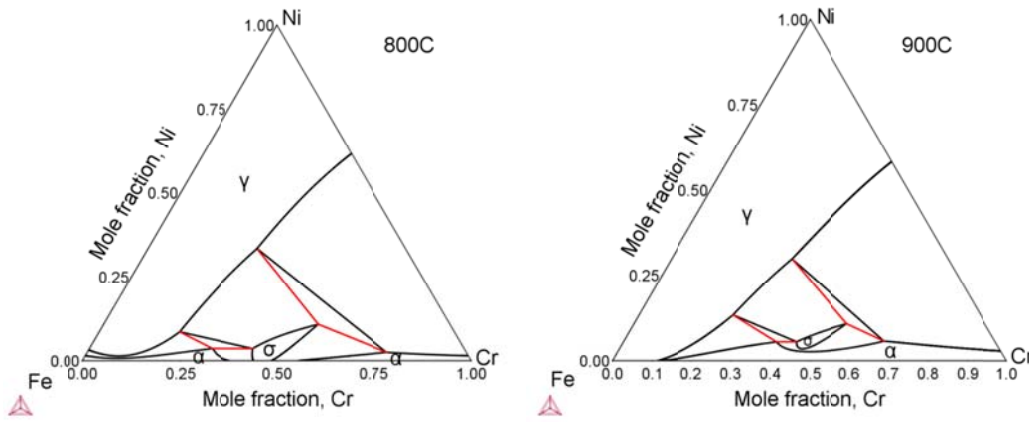 Ni
1.00
800C
0.75
Mole fraction, Ni
γ
0.50
0.25
α
σ
α
Cr
0.00
0.25
0.50
0.75
1.00
Fe
Mole fraction, Cr
Ni
1.00
900C
0.75
Mole fraction, Ni
0.50
γ
0.25
σ
α
Cr
0.00
0.0 0.1 0.2 0.3 0.4 0.5 0.6 0.7 0.8 0.9 1.0
Fe
Mole fraction, Cr